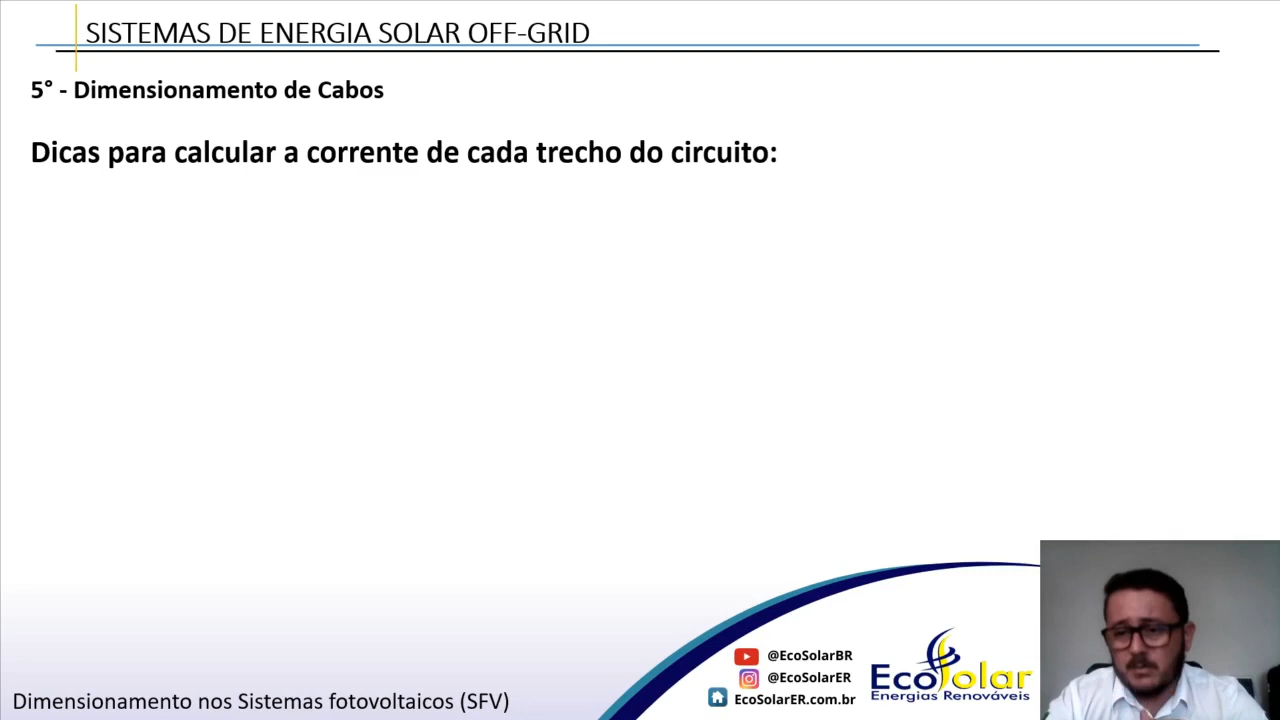 SISTEMAS DE ENERGIA SOLAR OFF-GRID
5° - Dimensionamento de Cabos
Dicas para calcular a corrente de cada trecho do circuito:
@EcoSolarBR
@EcoSolarER
EcoSolarER.com.br
EcoSolar
Energias Renováveis
Dimensionamento nos Sistemas fotovoltaicos (SFV)